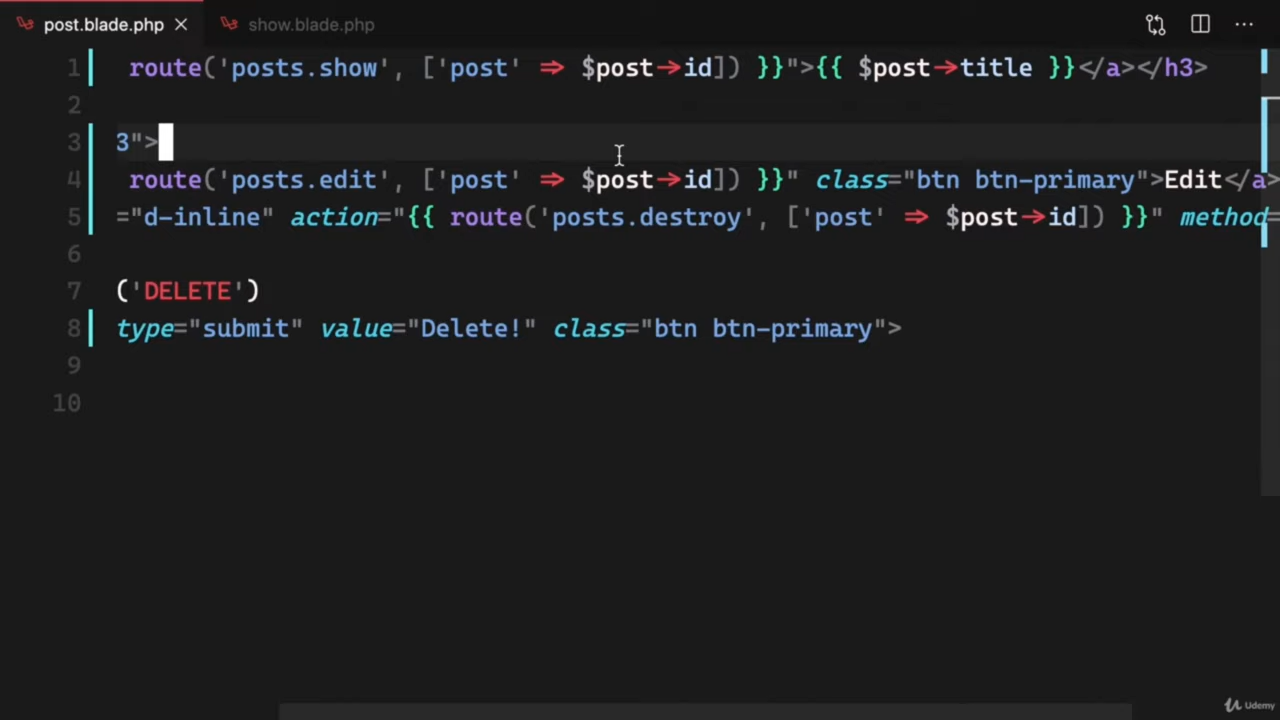 post.blade.php
show.blade.php
1 route('posts.show', ['post' => $post->id]) }}">{{ $post->title }}</a></h3>
2
3 3">
4 route('posts.edit', ['post' => $post->id]) }}" class="btn btn-primary">Edit</a>
5 ="d-inline" action="{{ route('posts.destroy', ['post' => $post->id]) }}" method=
6
7 ('DELETE')
8 type="submit" value="Delete!" class="btn btn-primary">
9
10
Udemy